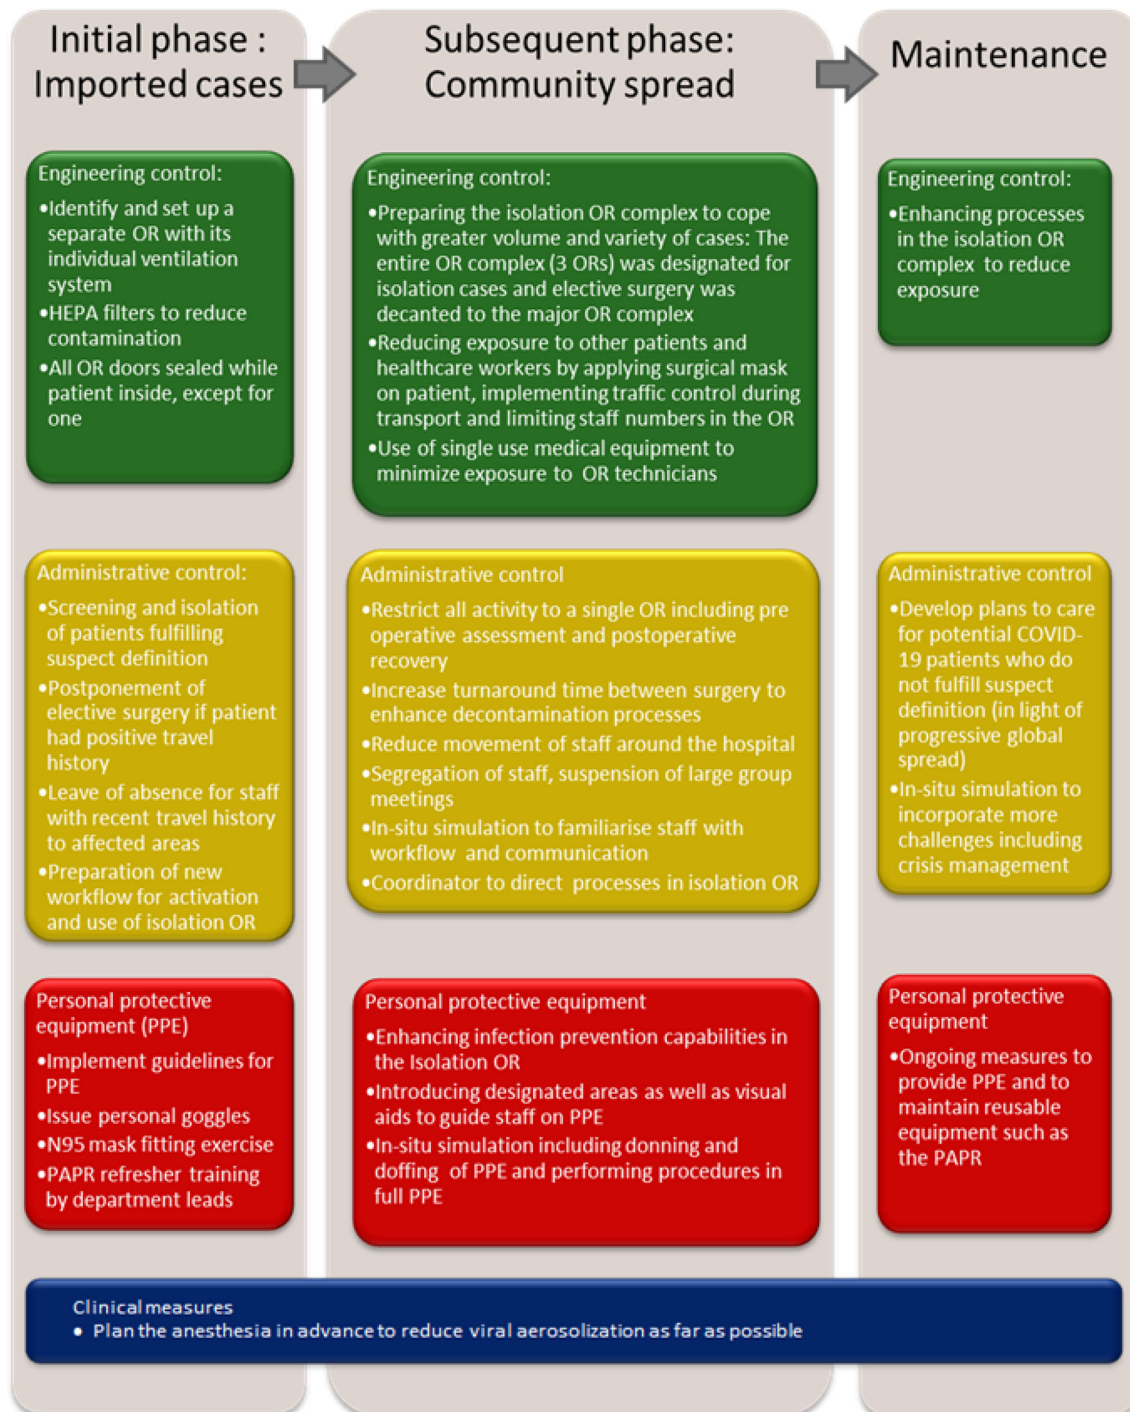 Initial phase :
Imported cases
Subsequent phase:
Community spread
Maintenance
Engineering control:
•Identify and set up a
separate OR with its
individual ventilation
system
•HEPA filters to reduce
contamination
•All OR doors sealed while
patient inside, except for
one
Engineering control:
•Preparing the isolation OR complex to cope
with greater volume and variety of cases: The
entire OR complex (3 ORs) was designated for
isolation cases and elective surgery was
decanted to the major OR complex
•Reducing exposure to other patients and
healthcare workers by applying surgical mask
on patient, implementing traffic control during
transport and limiting staff numbers in the OR
•Use of single use medical equipment to
minimize exposure to OR technicians
Engineering control:
•Enhancing processes
in the isolation OR
complex to reduce
exposure
Administrative control:
•Screening and isolation
of patients fulfilling
suspect definition
•Postponement of
elective surgery if patient
had positive travel
history
•Leave of absence for staff
with recent travel history
to affected areas
•Preparation of new
workflow for activation
and use of isolation OR
Administrative control
•Restrict all activity to a single OR including pre
operative assessment and postoperative
recovery
•Increase turnaround time between surgery to
enhance decontamination processes
•Reduce movement of staff around the hospital
•Segregation of staff, suspension of large group
meetings
•In-situ simulation to familiarise staff with
workflow and communication
•Coordinator to direct processes in isolation OR
Administrative control
•Develop plans to care
for potential COVID-
19 patients who do
not fulfill suspect
definition (in light of
progressive global
spread)
•In-situ simulation to
incorporate more
challenges including
crisis management
Personal protective
equipment (PPE)
•Implement guidelines for
PPE
•Issue personal goggles
•N95 mask fitting exercise
•PAPR refresher training
by department leads
Personal protective equipment
•Enhancing infection prevention capabilities in
the Isolation OR
•Introducing designated areas as well as visual
aids to guide staff on PPE
•In-situ simulation including donning and
doffing of PPE and performing procedures in
full PPE
Personal protective
equipment
•Ongoing measures to
provide PPE and to
maintain reusable
equipment such as
the PAPR
Clinical measures
• Plan the anesthesia in advance to reduce viral aerosolization as far as possible